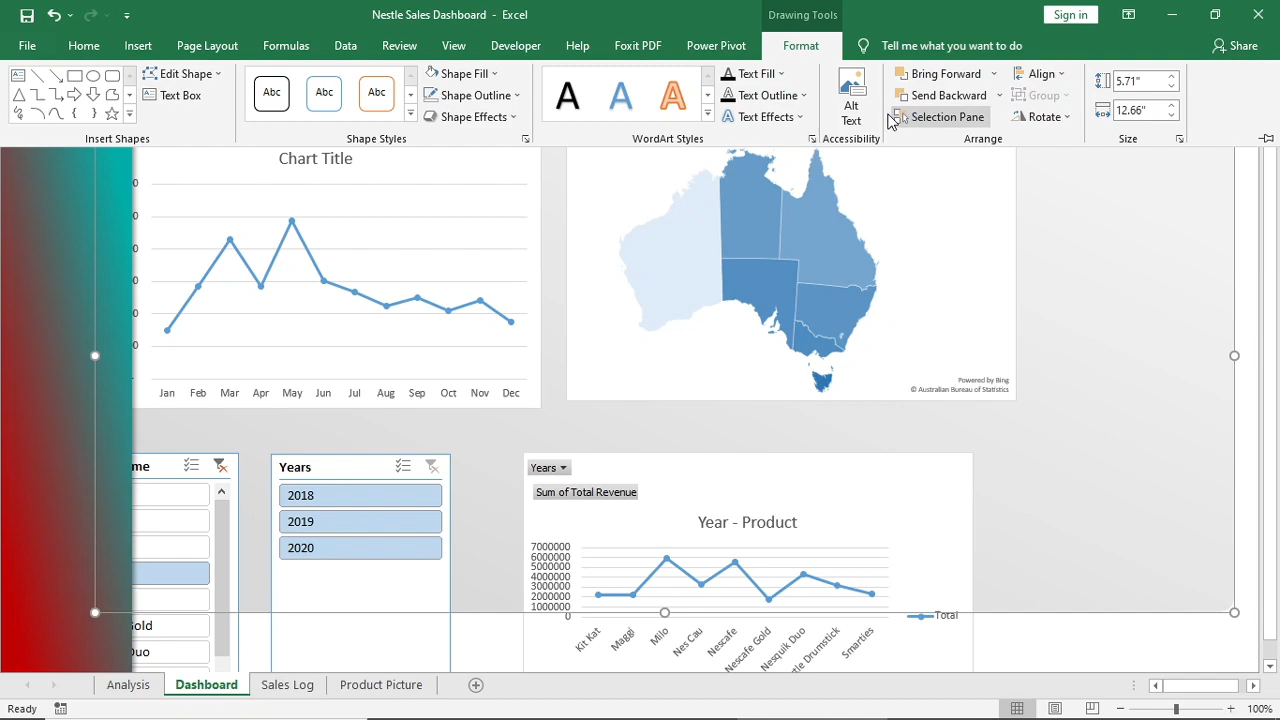 Nestle Sales Dashboard - Excel
Drawing Tools
Sign in
File Home Insert Page Layout Formulas Data Review View Developer Help Foxit PDF Power Pivot Format Tell me what you want to do Share
Edit Shape
Text Box
Insert Shapes
Abc Abc Abc
Shape Fill
Shape Outline
Shape Effects
Shape Styles
A A A
Text Fill
Text Outline
Text Effects
WordArt Styles
Alt
Text
Accessibility
Bring Forward
Send Backward
Selection Pane
Align
Group
Rotate
Arrange
5.71"
12.66"
Size
Chart Title
0
0
0
0
0
Jan Feb Mar Apr May Jun Jul Aug Sep Oct Nov Dec
Powered by Bing
© Australian Bureau of Statistics
me
Gold
Duo
Years
2018
2019
2020
Years
Sum of Total Revenue
Year - Product
7000000
6000000
5000000
4000000
3000000
2000000
1000000
0
Kit Kat Maggi Milo Nes Cau Nescafe Nescafe Gold Nesquik Duo tle Drumstick Smarties
Total
Analysis Dashboard Sales Log Product Picture
Ready
100%